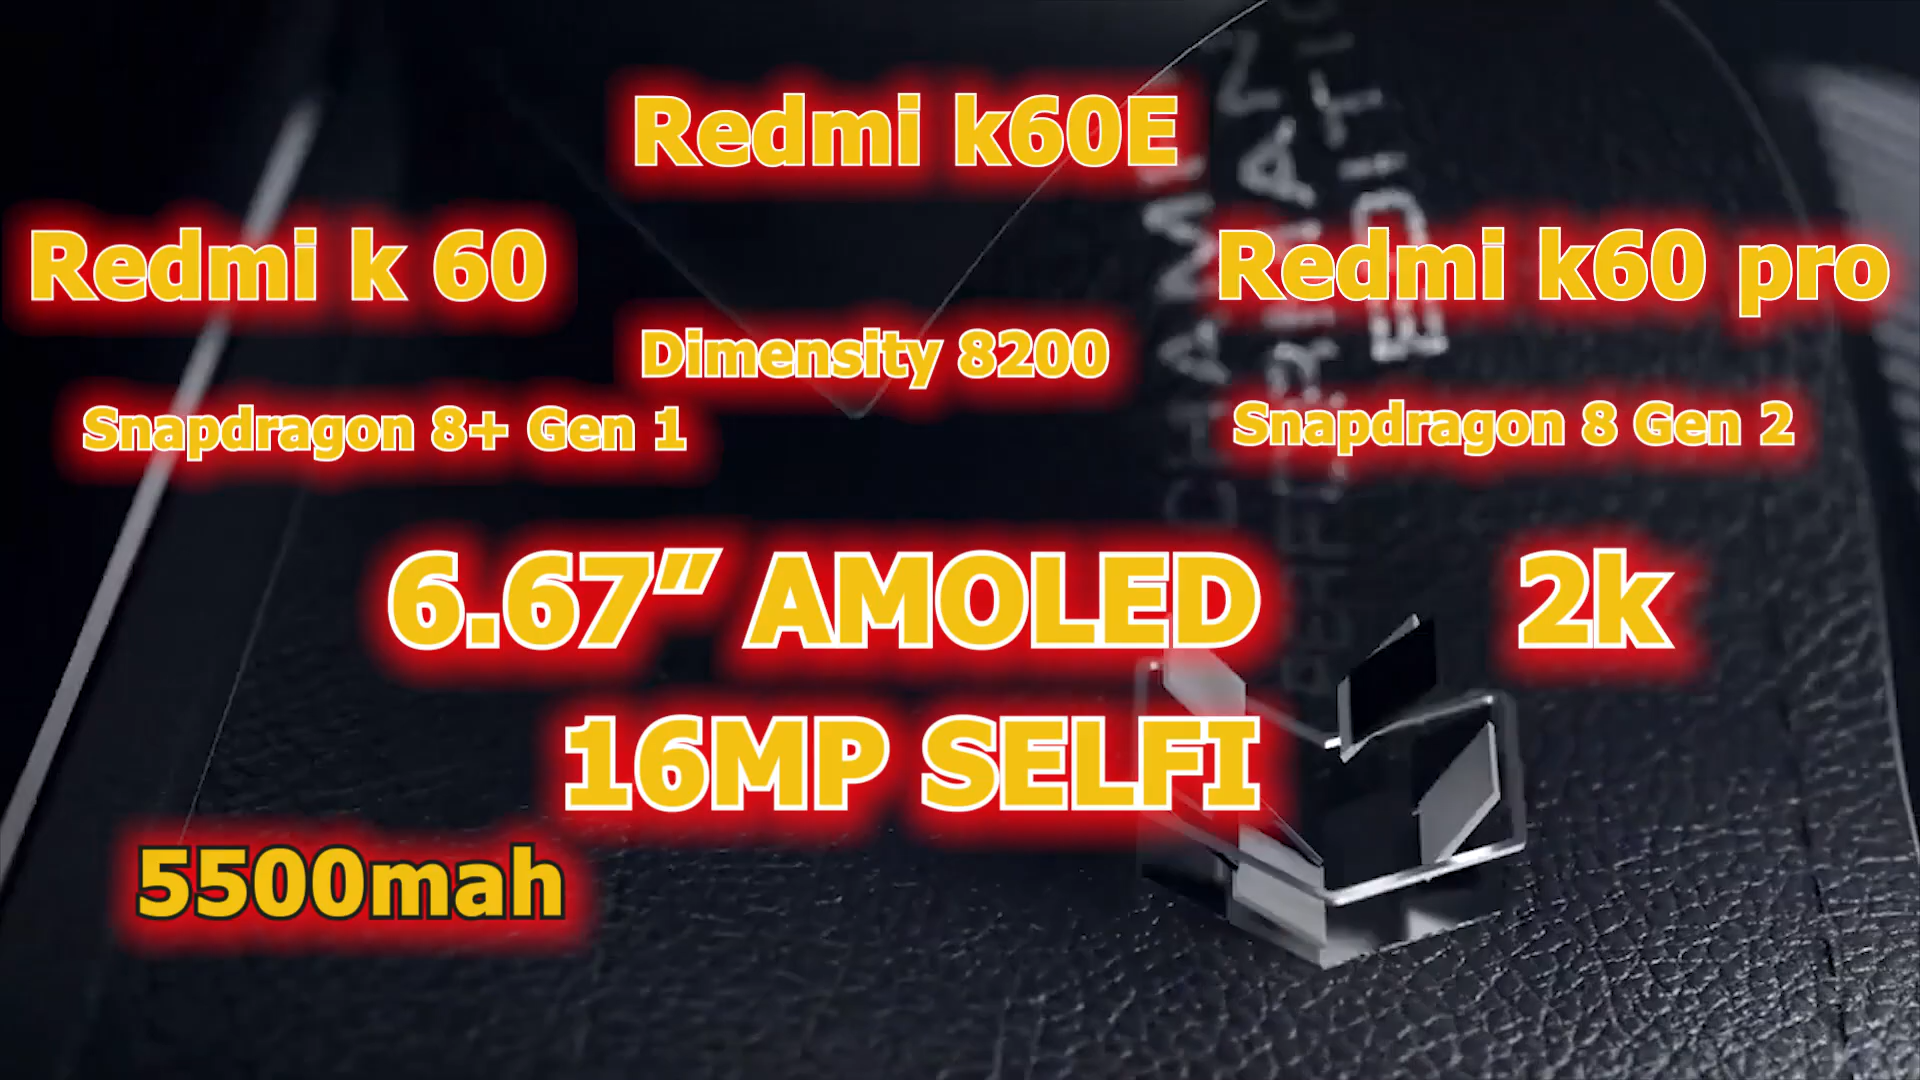 Redmi k60E
Redmi k 60
Redmi k60 pro
Dimensity 8200
Snapdragon 8+ Gen 1
Snapdragon 8 Gen 2
6.67” AMOLED
2k
16MP SELFI
5500mah